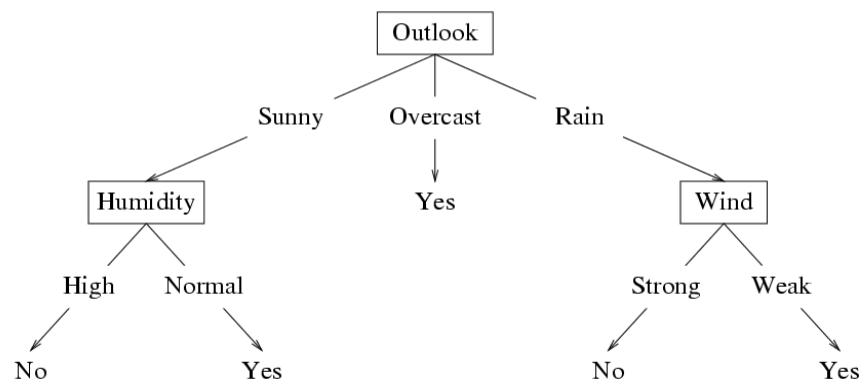 Outlook
Sunny Overcast Rain
Humidity Yes Wind
High Normal Strong Weak
No Yes No Yes